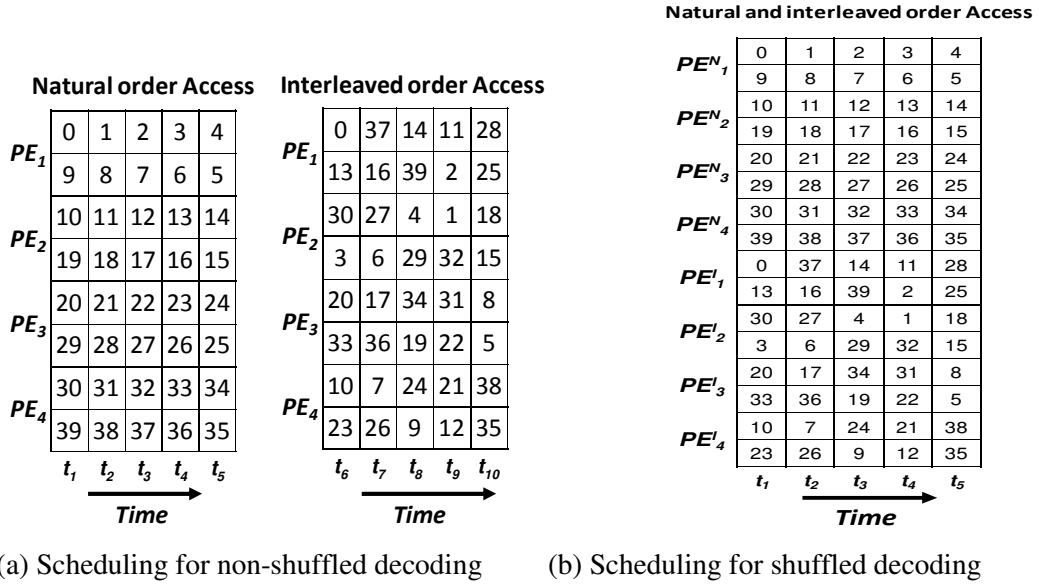 Natural order Access
PE1
0 1 2 3 4
9 8 7 6 5
PE2
10 11 12 13 14
19 18 17 16 15
PE3
20 21 22 23 24
29 28 27 26 25
PE4
30 31 32 33 34
39 38 37 36 35
t1 t2 t3 t4 t5
Time
Interleaved order Access
PE1
0 37 14 11 28
13 16 39 2 25
PE2
30 27 4 1 18
3 6 29 32 15
PE3
20 17 34 31 8
33 36 19 22 5
PE4
10 7 24 21 38
23 26 9 12 35
t6 t7 t8 t9 t10
Time
(a) Scheduling for non-shuffled decoding
Natural and interleaved order Access
PE^N_1
0 1 2 3 4
9 8 7 6 5
PE^N_2
10 11 12 13 14
19 18 17 16 15
PE^N_3
20 21 22 23 24
29 28 27 26 25
PE^N_4
30 31 32 33 34
39 38 37 36 35
PE^I_1
0 37 14 11 28
13 16 39 2 25
PE^I_2
30 27 4 1 18
3 6 29 32 15
PE^I_3
20 17 34 31 8
33 36 19 22 5
PE^I_4
10 7 24 21 38
23 26 9 12 35
t1 t2 t3 t4 t5
Time
(b) Scheduling for shuffled decoding